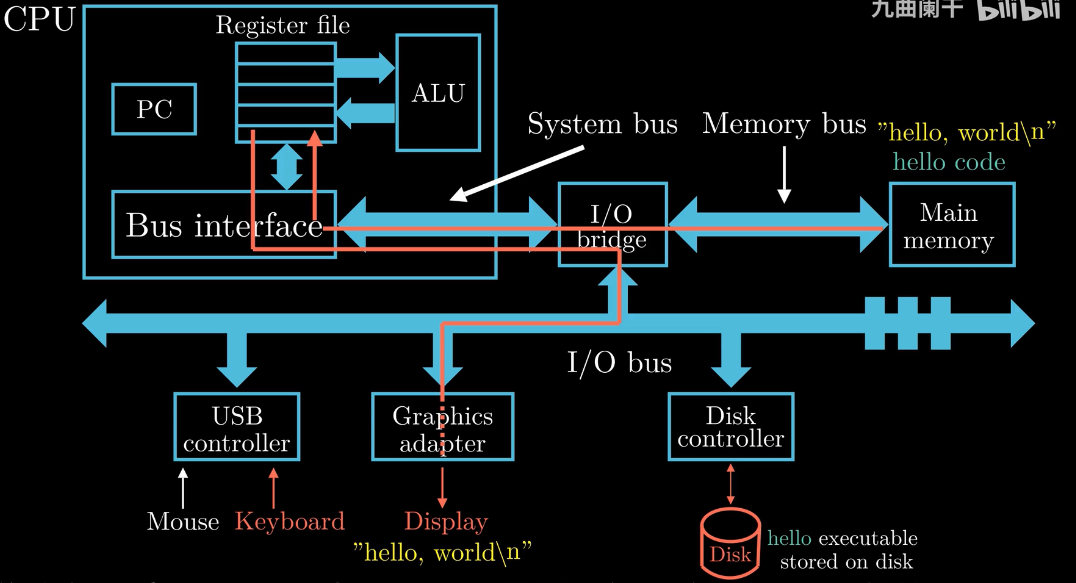 CPU
九曲阑干 bilibili
Register file
PC
ALU
System bus
Memory bus
"hello, world\n"
hello code
Bus interface
I/O
bridge
Main
memory
I/O bus
USB
controller
Graphics
adapter
Disk
controller
Mouse
Keyboard
Display
"hello, world\n"
Disk
hello executable
stored on disk